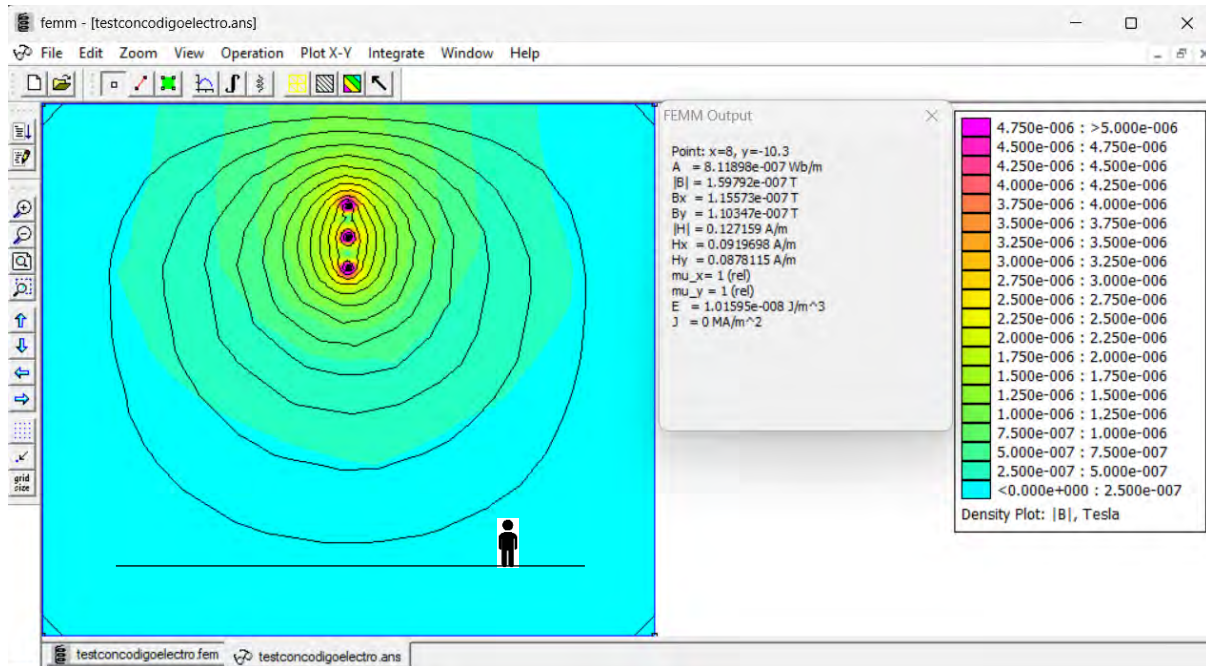 femm - [testconcodigoelectro.ans]
File Edit Zoom View Operation Plot X-Y Integrate Window Help
FEMM Output
Point: x=8, y=-10.3
A = 8.11898e-007 Wb/m
|B| = 1.59792e-007 T
Bx = 1.15573e-007 T
By = 1.10347e-007 T
|H| = 0.127159 A/m
Hx = 0.0919698 A/m
Hy = 0.0878115 A/m
mu_x= 1 (rel)
mu_y = 1 (rel)
E = 1.01595e-008 J/m^3
J = 0 MA/m^2
4.750e-006 : >5.000e-006
4.500e-006 : 4.750e-006
4.250e-006 : 4.500e-006
4.000e-006 : 4.250e-006
3.750e-006 : 4.000e-006
3.500e-006 : 3.750e-006
3.250e-006 : 3.500e-006
3.000e-006 : 3.250e-006
2.750e-006 : 3.000e-006
2.500e-006 : 2.750e-006
2.250e-006 : 2.500e-006
2.000e-006 : 2.250e-006
1.750e-006 : 2.000e-006
1.500e-006 : 1.750e-006
1.250e-006 : 1.500e-006
1.000e-006 : 1.250e-006
7.500e-007 : 1.000e-006
5.000e-007 : 7.500e-007
2.500e-007 : 5.000e-007
<0.000e+000 : 2.500e-007
Density Plot: |B|, Tesla
grid
size
testconcodigoelectro.fem
testconcodigoelectro.ans